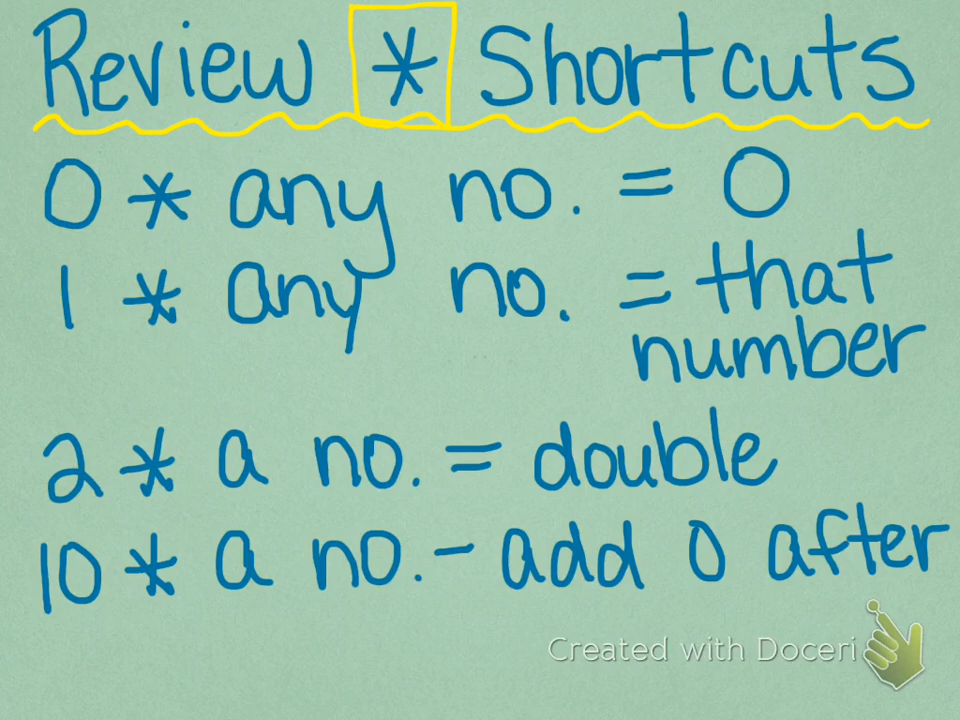 Review * Shortcuts
0 * any no. = 0
1 * any no. = that
number
2 * a no. = double
10 * a no. - add 0 after
Created with Doceri